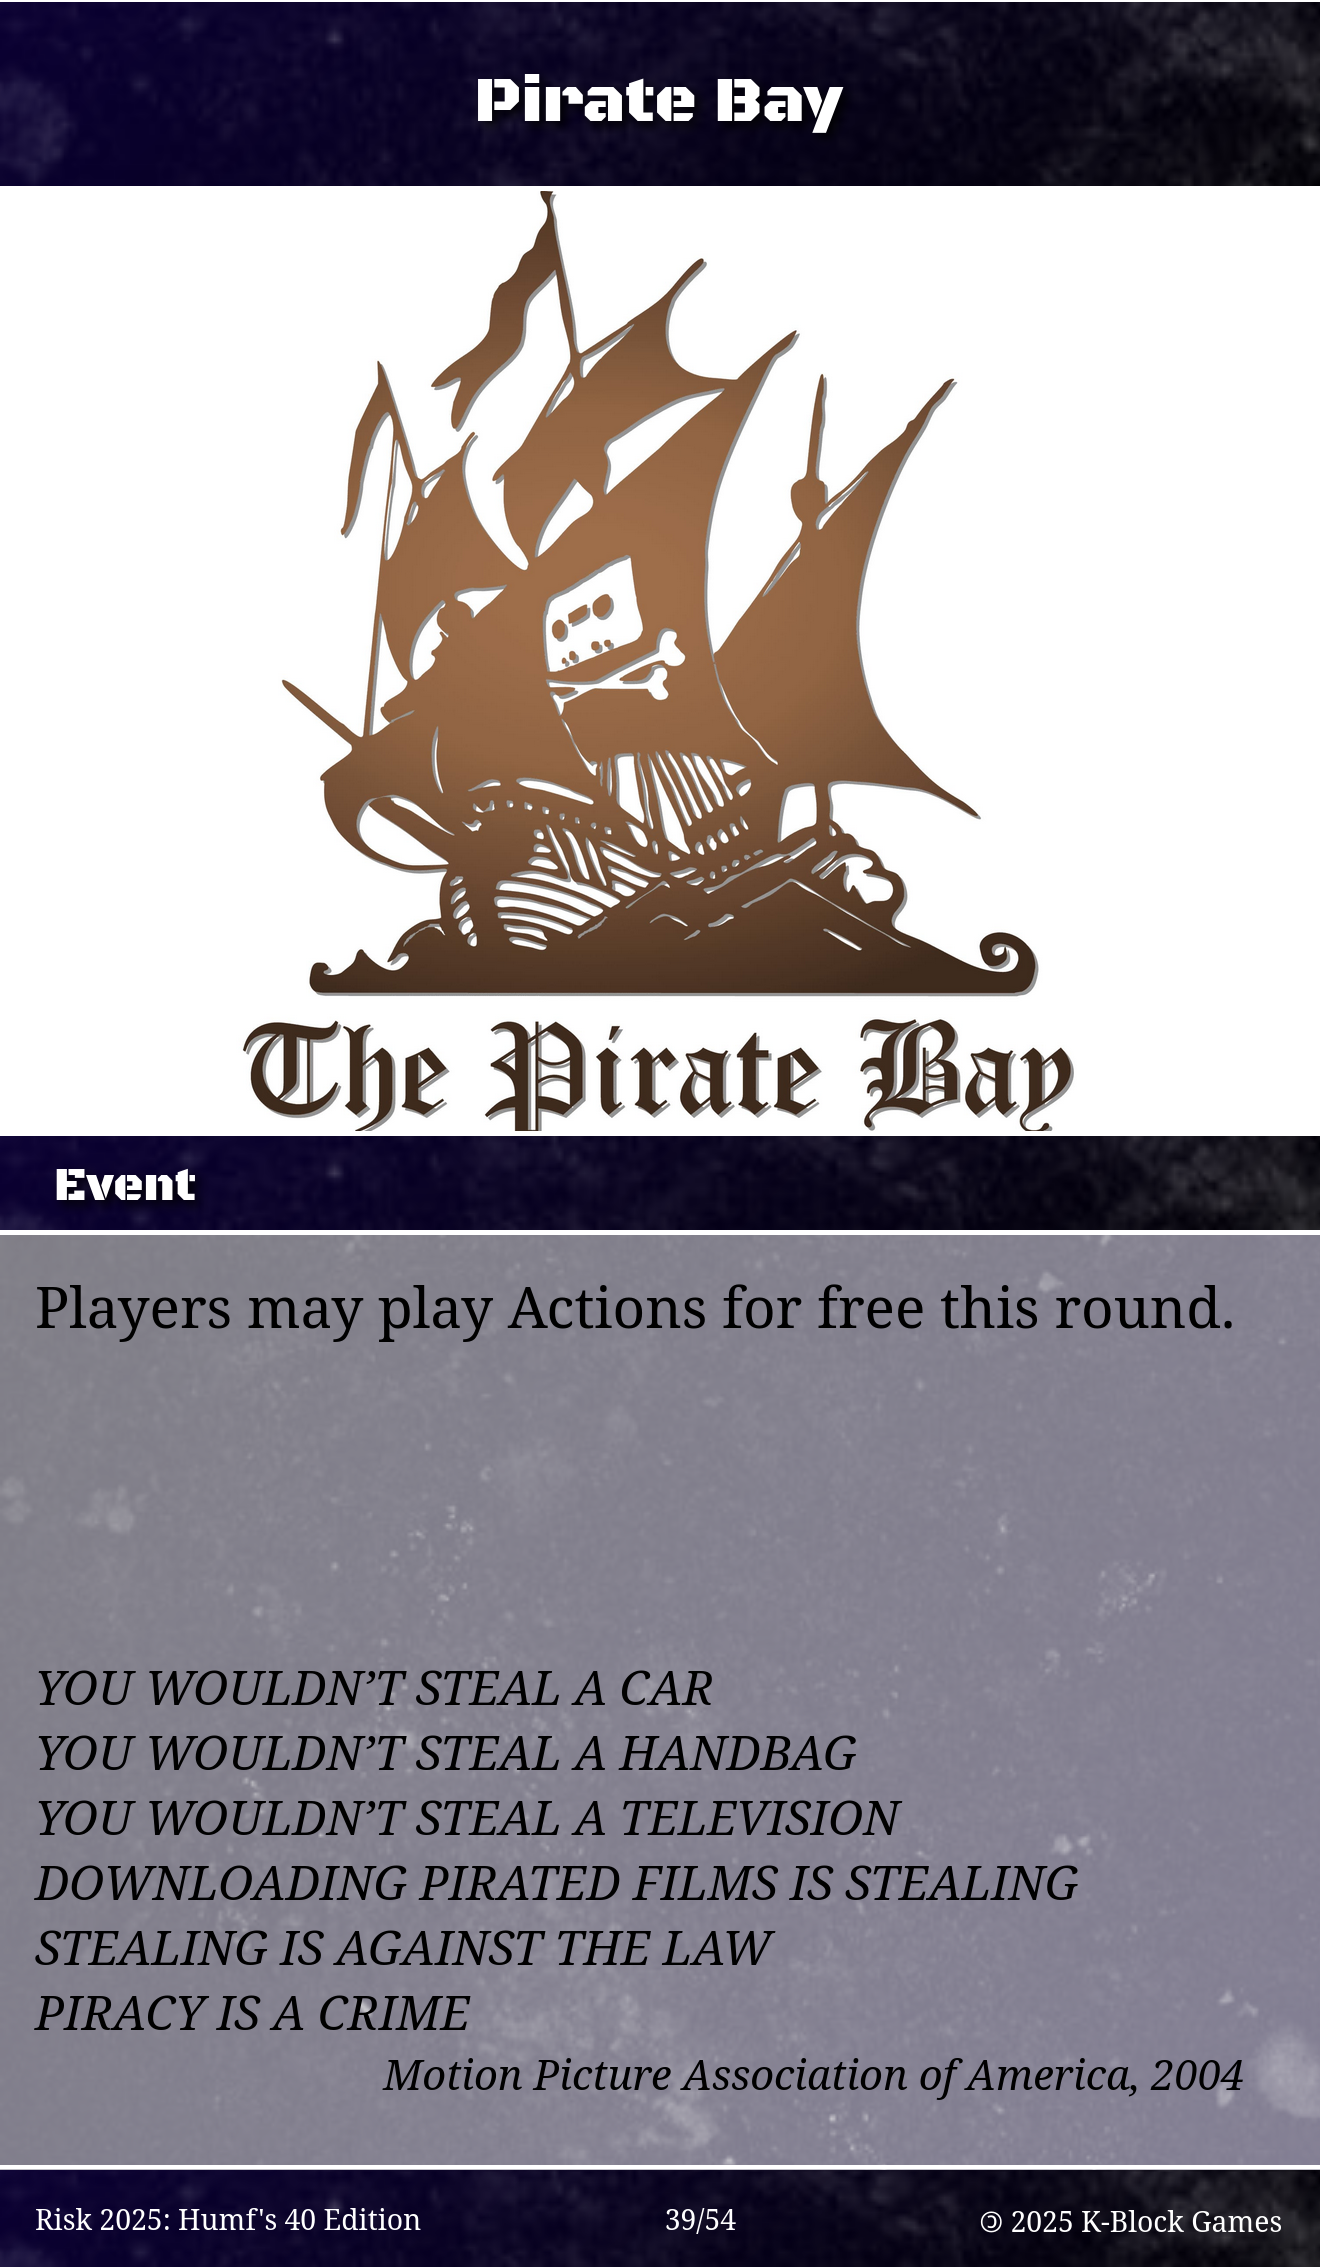 Pirate Bay
The Pirate Bay
Event
Players may play Actions for free this round.
YOU WOULDN’T STEAL A CAR
YOU WOULDN’T STEAL A HANDBAG
YOU WOULDN’T STEAL A TELEVISION
DOWNLOADING PIRATED FILMS IS STEALING
STEALING IS AGAINST THE LAW
PIRACY IS A CRIME
Motion Picture Association of America, 2004
Risk 2025: Humf's 40 Edition
39/54
🄯 2025 K-Block Games